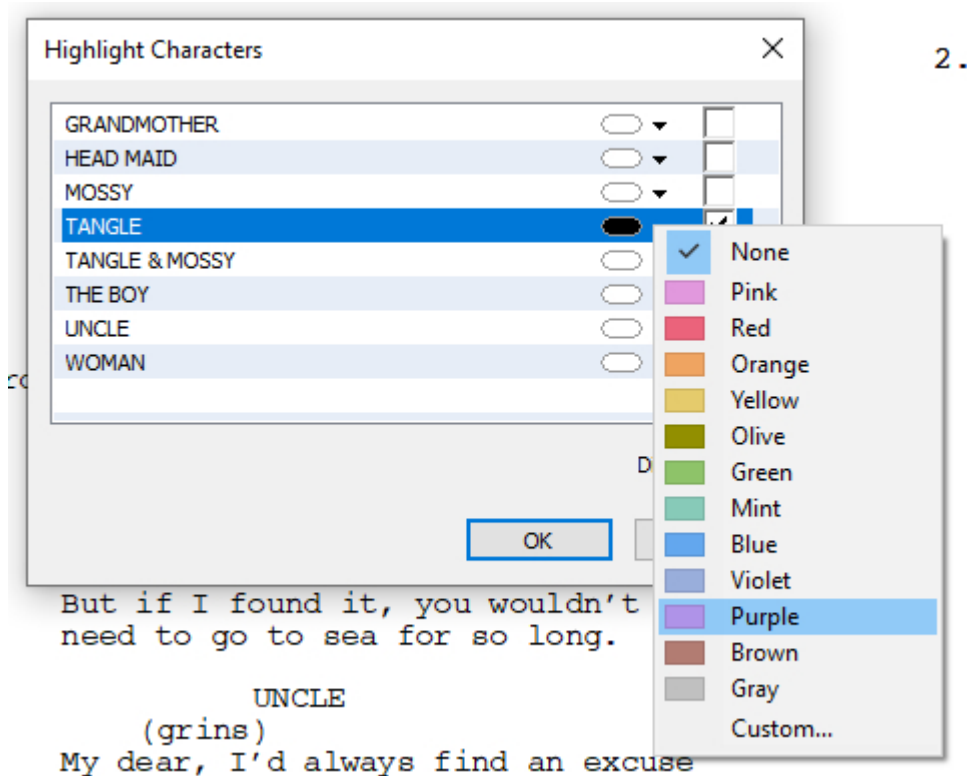 Highlight Characters
2.
GRANDMOTHER
HEAD MAID
MOSSY
TANGLE
TANGLE & MOSSY
THE BOY
UNCLE
WOMAN
None
Pink
Red
Orange
Yellow
Olive
Green
Mint
Blue
Violet
Purple
Brown
Gray
Custom...
OK
But if I found it, you wouldn't
need to go to sea for so long.
UNCLE
(grins)
My dear, I'd always find an excuse